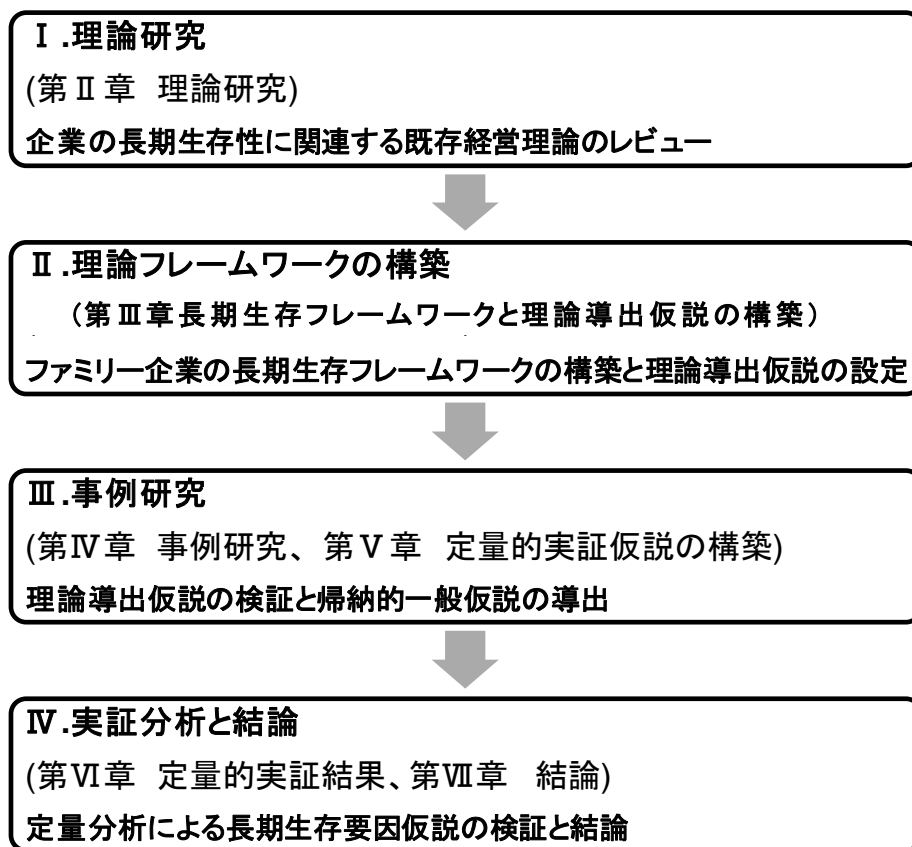 Ⅰ.理論研究
(第Ⅱ章 理論研究)
企業の長期生存性に関連する既存経営理論のレビュー
Ⅱ.理論フレームワークの構築
（第Ⅲ章長期生存フレームワークと理論導出仮説の構築）
ファミリー企業の長期生存フレームワークの構築と理論導出仮説の設定
Ⅲ.事例研究
(第Ⅳ章 事例研究、第Ⅴ章 定量的実証仮説の構築)
理論導出仮説の検証と帰納的一般仮説の導出
Ⅳ.実証分析と結論
(第Ⅵ章 定量的実証結果、第Ⅶ章 結論)
定量分析による長期生存要因仮説の検証と結論